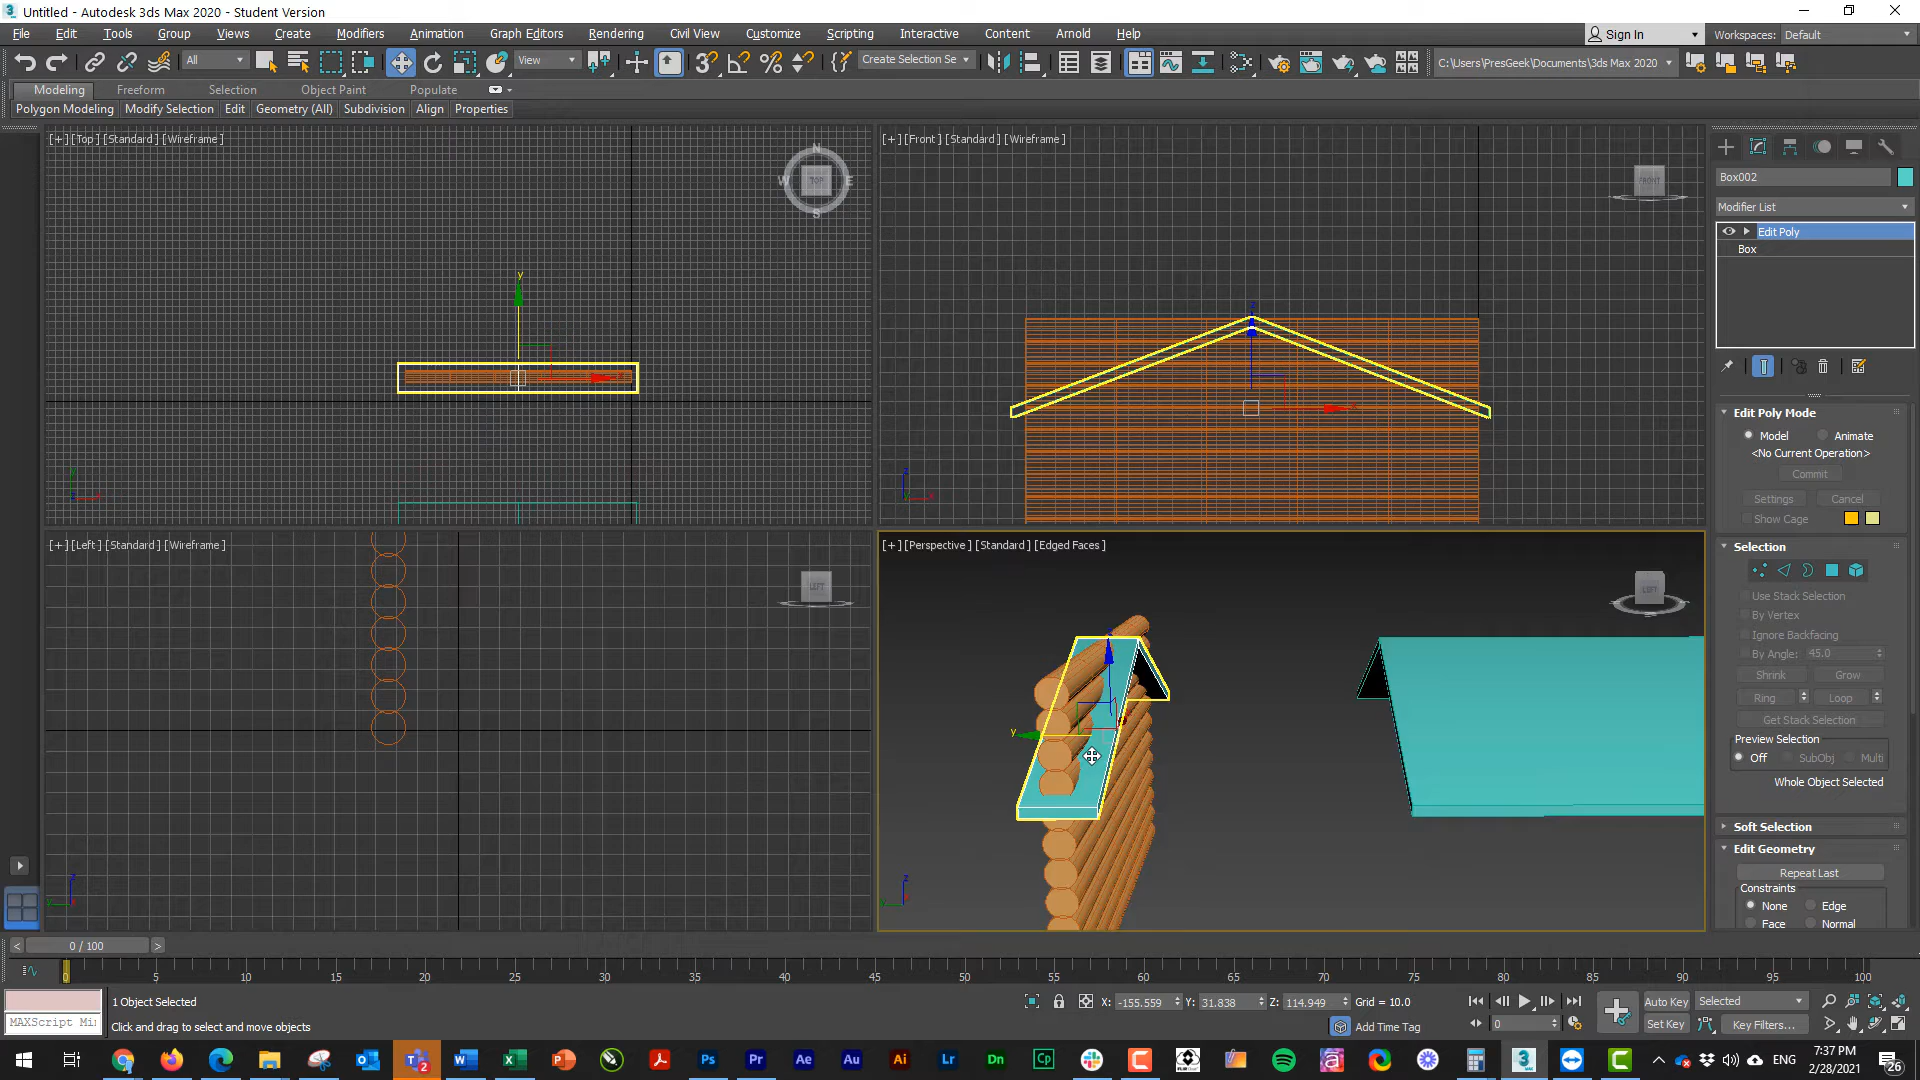 Untitled - Autodesk 3ds Max 2020 - Student Version
File Edit Tools Group Views Create Modifiers Animation Graph Editors Rendering Civil View Customize Scripting Interactive Content Arnold Help
Sign In Workspaces: Default
All View Create Selection Se C:\Users\PresGeek\Documents\3ds Max 2020
Modeling Freeform Selection Object Paint Populate
Polygon Modeling Modify Selection Edit Geometry (All) Subdivision Align Properties
[+] [Top] [Standard] [Wireframe]
N
W TOP E
S
y
x
[+] [Front] [Standard] [Wireframe]
FRONT
z
x
[+] [Left] [Standard] [Wireframe]
LEFT
z
y
[+] [Perspective] [Standard] [Edged Faces]
LEFT
y
z
Box002
Modifier List
Edit Poly
Box
Edit Poly Mode
Model Animate
<No Current Operation>
Commit
Settings Cancel
Show Cage
Selection
Use Stack Selection
By Vertex
Ignore Backfacing
By Angle: 45.0
Shrink Grow
Ring Loop
Get Stack Selection
Preview Selection
Off SubObj Multi
Whole Object Selected
Soft Selection
Edit Geometry
Repeat Last
Constraints
None Edge
Face Normal
< 0 / 100 >
0 5 10 15 20 25 30 35 40 45 50 55 60 65 70 75 80 85 90 95 100
1 Object Selected X: -155.559 Y: 31.838 Z: 114.949 Grid = 10.0 Auto Key Selected
MAXScript Mi Click and drag to select and move objects Add Time Tag 0 Set Key Key Filters...
2 ENG 7:37 PM
2/28/2021 26